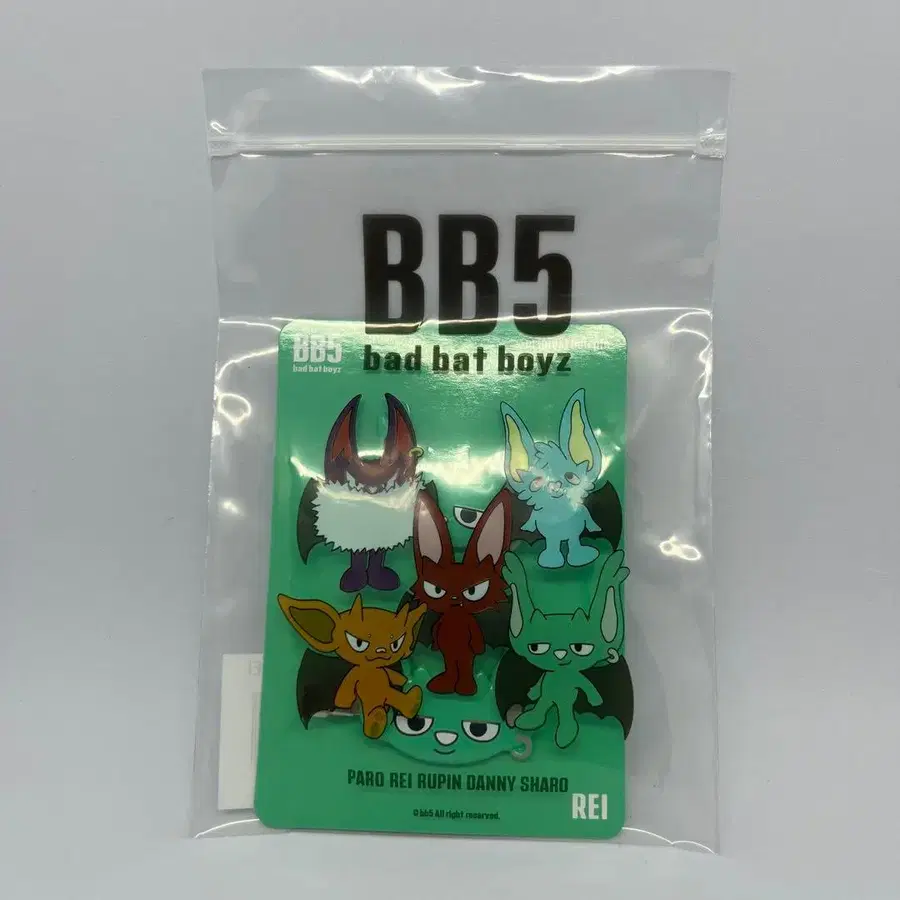 BB5
bad bat boyz
BB5
bad bat boyz
PARO REI RUPIN DANNY SHARO
REI
© bb5 All right reserved.